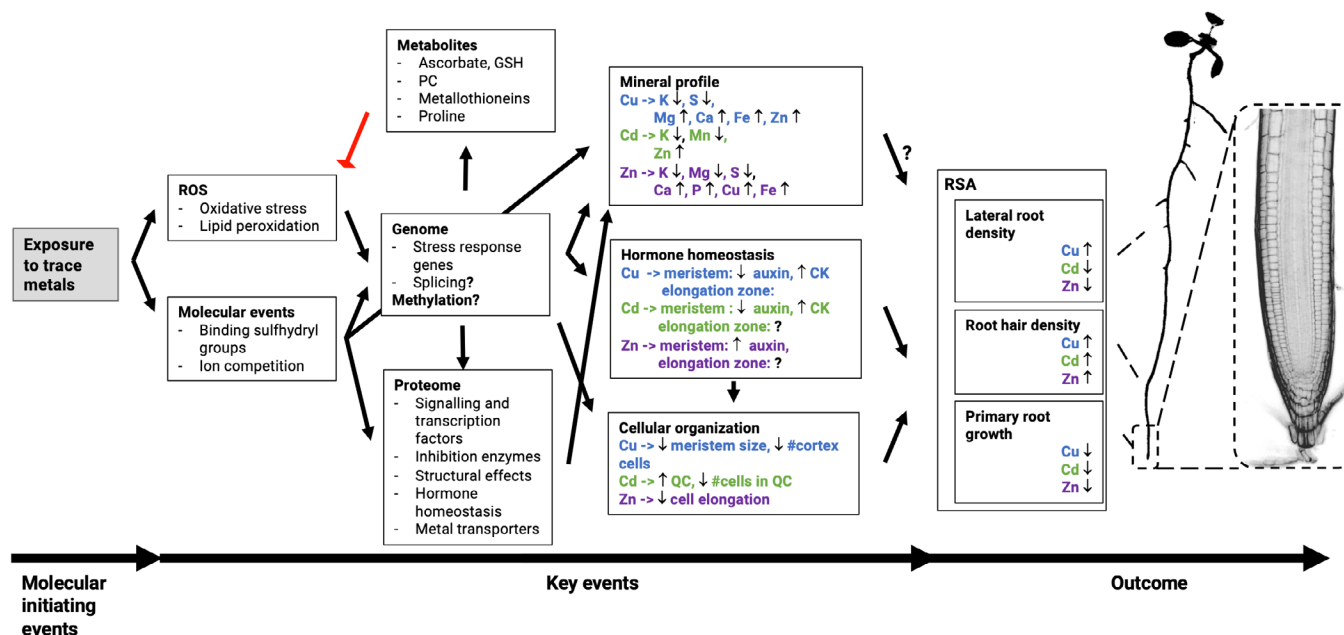 Exposure
to trace
metals
ROS
- Oxidative stress
- Lipid peroxidation
Molecular events
- Binding sulfhydryl
groups
- Ion competition
Metabolites
- Ascorbate, GSH
- PC
- Metallothioneins
- Proline
Genome
- Stress response
genes
- Splicing?
Methylation?
Proteome
- Signalling and
transcription
factors
- Inhibition enzymes
- Structural effects
- Hormone
homeostasis
- Metal transporters
Mineral profile
Cu -> K ↓, S ↓,
Mg ↑, Ca ↑, Fe ↑, Zn ↑
Cd -> K ↓, Mn ↓,
Zn ↑
Zn -> K ↓, Mg ↓, S ↓,
Ca ↑, P ↑, Cu ↑, Fe ↑
Hormone homeostasis
Cu -> meristem: ↓ auxin, ↑ CK
elongation zone:
Cd -> meristem : ↓ auxin, ↑ CK
elongation zone: ?
Zn -> meristem: ↑ auxin,
elongation zone: ?
Cellular organization
Cu -> ↓ meristem size, ↓ #cortex
cells
Cd -> ↑ QC, ↓ #cells in QC
Zn -> ↓ cell elongation
?
RSA
Lateral root
density
Cu ↑
Cd ↓
Zn ↓
Root hair density
Cu ↑
Cd ↑
Zn ↑
Primary root
growth
Cu ↓
Cd ↓
Zn ↓
Molecular
initiating
events
Key events
Outcome